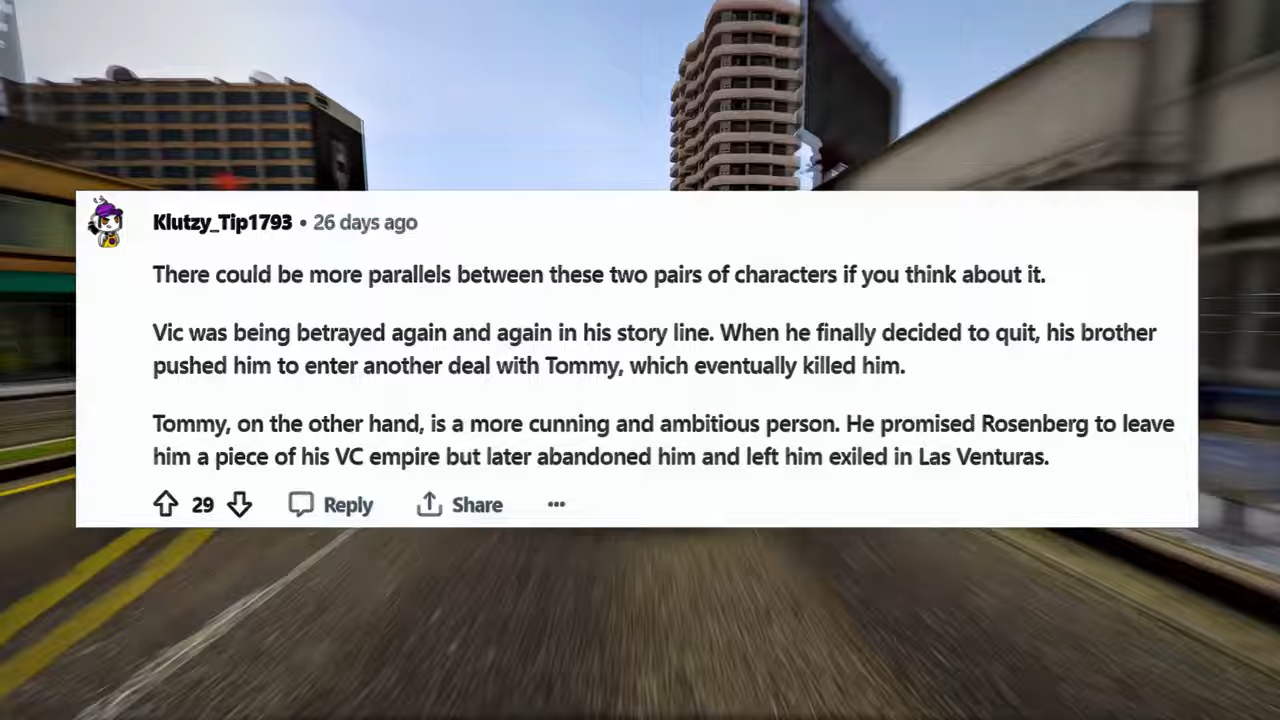 Klutzy_Tip1793 • 26 days ago
There could be more parallels between these two pairs of characters if you think about it.
Vic was being betrayed again and again in his story line. When he finally decided to quit, his brother
pushed him to enter another deal with Tommy, which eventually killed him.
Tommy, on the other hand, is a more cunning and ambitious person. He promised Rosenberg to leave
him a piece of his VC empire but later abandoned him and left him exiled in Las Venturas.
29 Reply Share